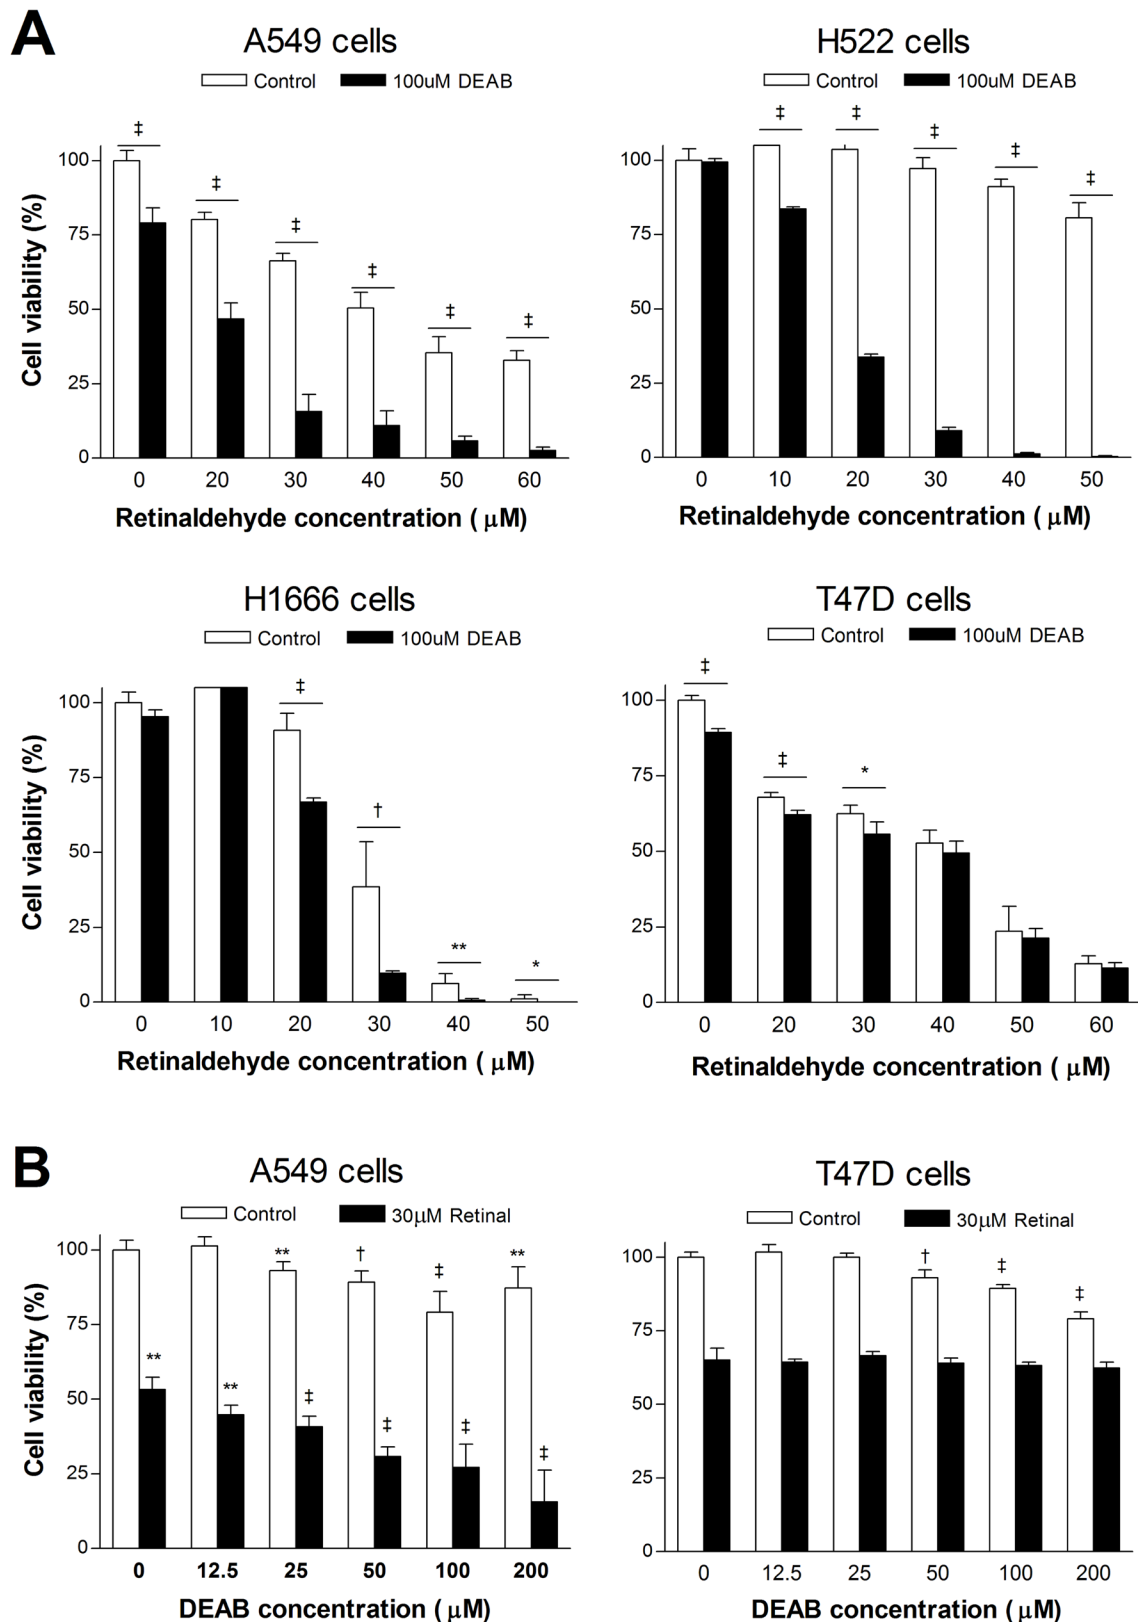 A
A549 cells
Control 100uM DEAB
‡ ‡ ‡ ‡ ‡ ‡
Cell viability (%)
100
75
50
25
0
0 20 30 40 50 60
Retinaldehyde concentration ( μM)
H522 cells
Control 100uM DEAB
‡ ‡ ‡ ‡ ‡
100
75
50
25
0
0 10 20 30 40 50
Retinaldehyde concentration ( μM)
H1666 cells
Control 100uM DEAB
‡ † ** *
Cell viability (%)
100
75
50
25
0
0 10 20 30 40 50
Retinaldehyde concentration ( μM)
T47D cells
Control 100uM DEAB
‡ ‡ *
100
75
50
25
0
0 20 30 40 50 60
Retinaldehyde concentration ( μM)
B
A549 cells
Control 30μM Retinal
** † ‡ **
** ** ‡ ‡ ‡ ‡
Cell viability (%)
100
75
50
25
0
0 12.5 25 50 100 200
DEAB concentration ( μM)
T47D cells
Control 30μM Retinal
† ‡ ‡
100
75
50
25
0
0 12.5 25 50 100 200
DEAB concentration ( μM)